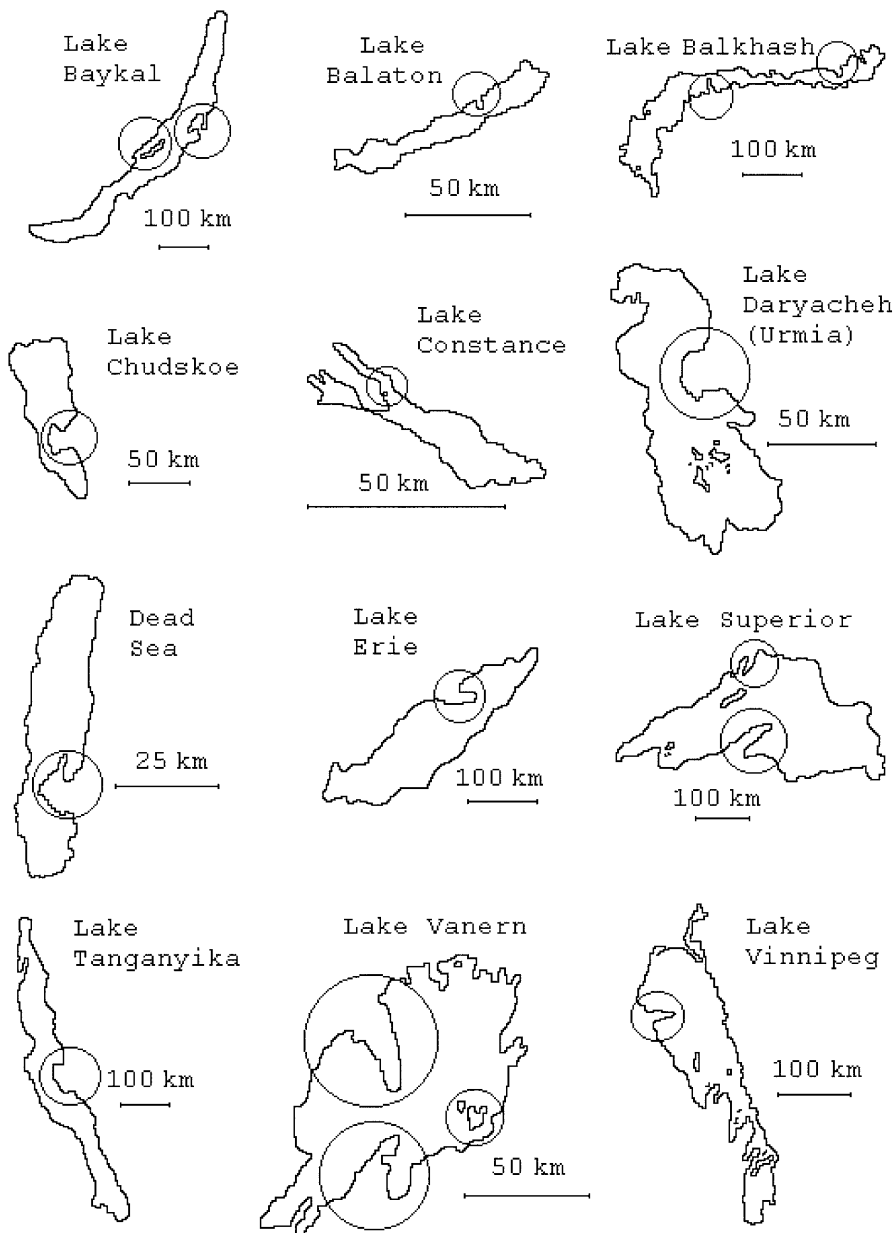 Lake
Baykal
100 km
Lake
Balaton
50 km
Lake Balkhash
100 km
Lake
Chudskoe
50 km
Lake
Constance
50 km
Lake
Daryacheh
(Urmia)
50 km
Dead
Sea
25 km
Lake
Erie
100 km
Lake Superior
100 km
Lake
Tanganyika
100 km
Lake Vanern
50 km
Lake
Vinnipeg
100 km